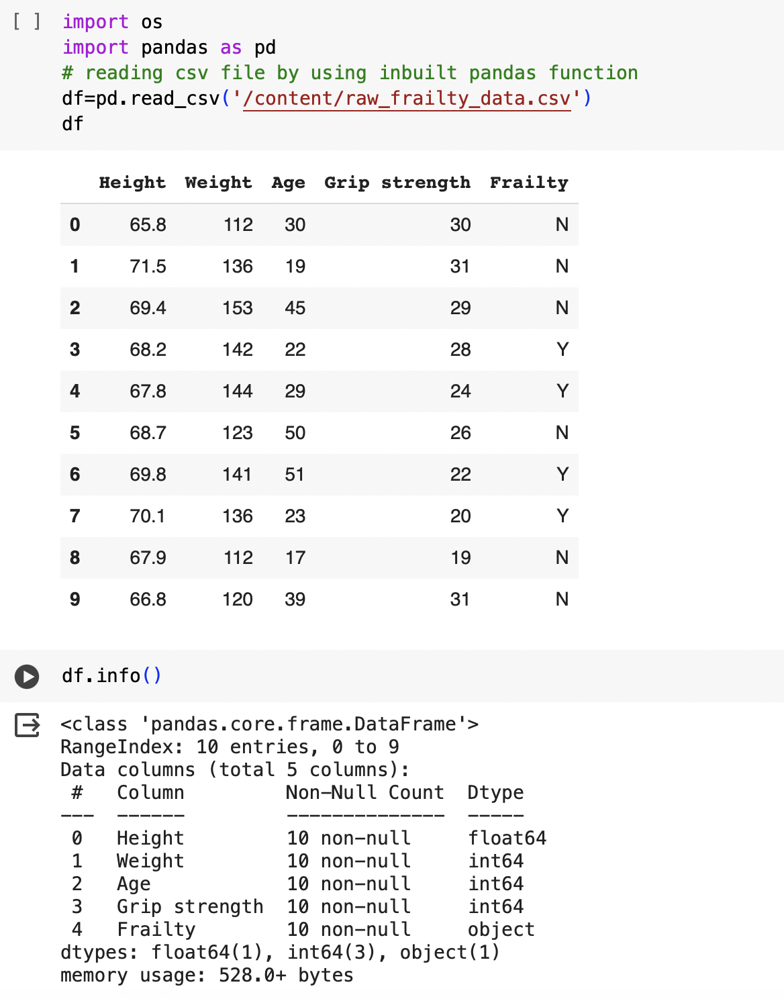 [ ] import os
import pandas as pd
# reading csv file by using inbuilt pandas function
df=pd.read_csv('/content/raw_frailty_data.csv')
df
Height Weight Age Grip strength Frailty
0 65.8 112 30 30 N
1 71.5 136 19 31 N
2 69.4 153 45 29 N
3 68.2 142 22 28 Y
4 67.8 144 29 24 Y
5 68.7 123 50 26 N
6 69.8 141 51 22 Y
7 70.1 136 23 20 Y
8 67.9 112 17 19 N
9 66.8 120 39 31 N
df.info()
<class 'pandas.core.frame.DataFrame'>
RangeIndex: 10 entries, 0 to 9
Data columns (total 5 columns):
# Column Non-Null Count Dtype
--- ------ -------------- -----
0 Height 10 non-null float64
1 Weight 10 non-null int64
2 Age 10 non-null int64
3 Grip strength 10 non-null int64
4 Frailty 10 non-null object
dtypes: float64(1), int64(3), object(1)
memory usage: 528.0+ bytes